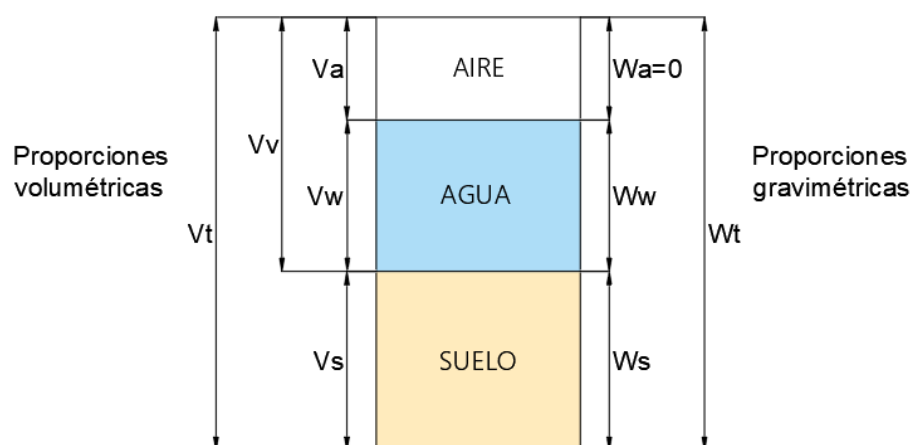 Va
AIRE
Wa=0
Vv
Proporciones
volumétricas
Proporciones
gravimétricas
Vw
AGUA
Ww
Vt
Wt
Vs
SUELO
Ws